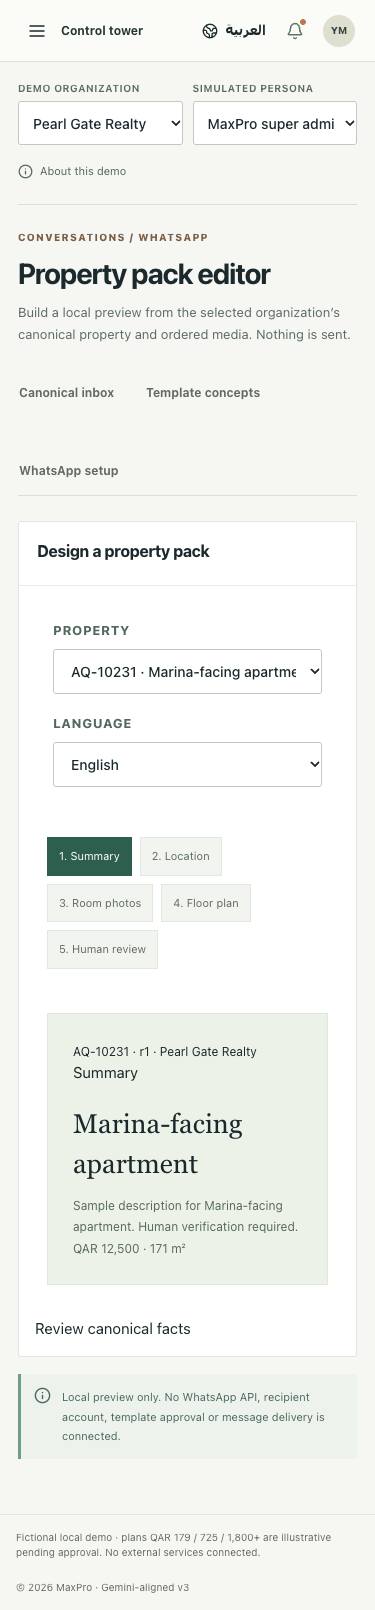 Control tower
العربية
YM
DEMO ORGANIZATION
SIMULATED PERSONA
Pearl Gate Realty
MaxPro super admi
About this demo
CONVERSATIONS / WHATSAPP
Property pack editor
Build a local preview from the selected organization's
canonical property and ordered media. Nothing is sent.
Canonical inbox
Template concepts
WhatsApp setup
Design a property pack
PROPERTY
AQ-10231 · Marina-facing apartme
LANGUAGE
English
1. Summary
2. Location
3. Room photos
4. Floor plan
5. Human review
AQ-10231 · r1 · Pearl Gate Realty
Summary
Marina-facing
apartment
Sample description for Marina-facing
apartment. Human verification required.
QAR 12,500 · 171 m²
Review canonical facts
Local preview only. No WhatsApp API, recipient
account, template approval or message delivery is
connected.
Fictional local demo · plans QAR 179 / 725 / 1,800+ are illustrative
pending approval. No external services connected.
© 2026 MaxPro · Gemini-aligned v3